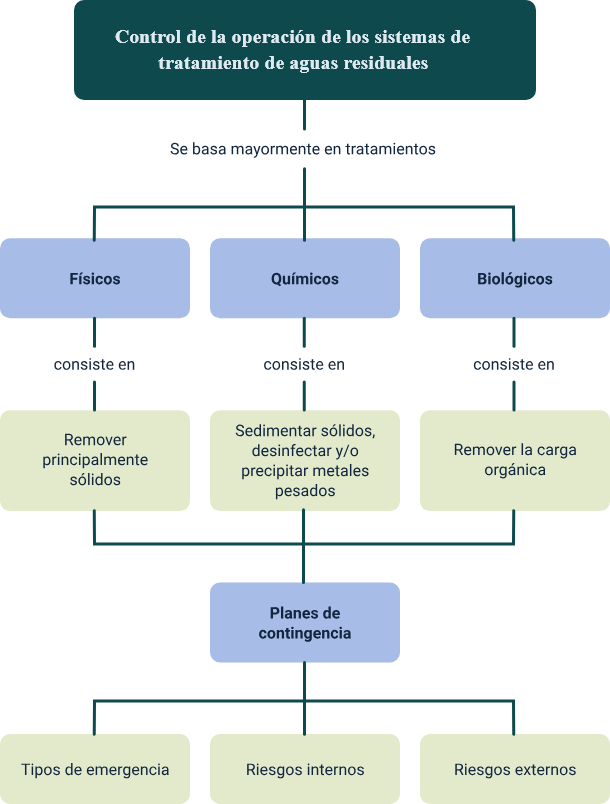 Control de la operación de los sistemas de
tratamiento de aguas residuales
Se basa mayormente en tratamientos
Físicos
Químicos
Biológicos
consiste en
consiste en
consiste en
Remover
principalmente
sólidos
Sedimentar sólidos,
desinfectar y/o
precipitar metales
pesados
Remover la carga
orgánica
Planes de
contingencia
Tipos de emergencia
Riesgos internos
Riesgos externos